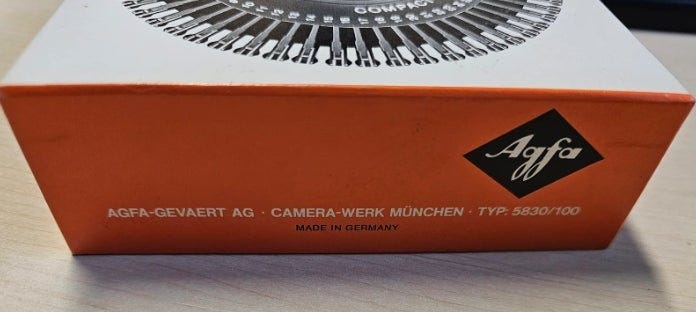 COMPACT
Agfa
AGFA-GEVAERT AG · CAMERA-WERK MÜNCHEN · TYP: 5830/100
MADE IN GERMANY